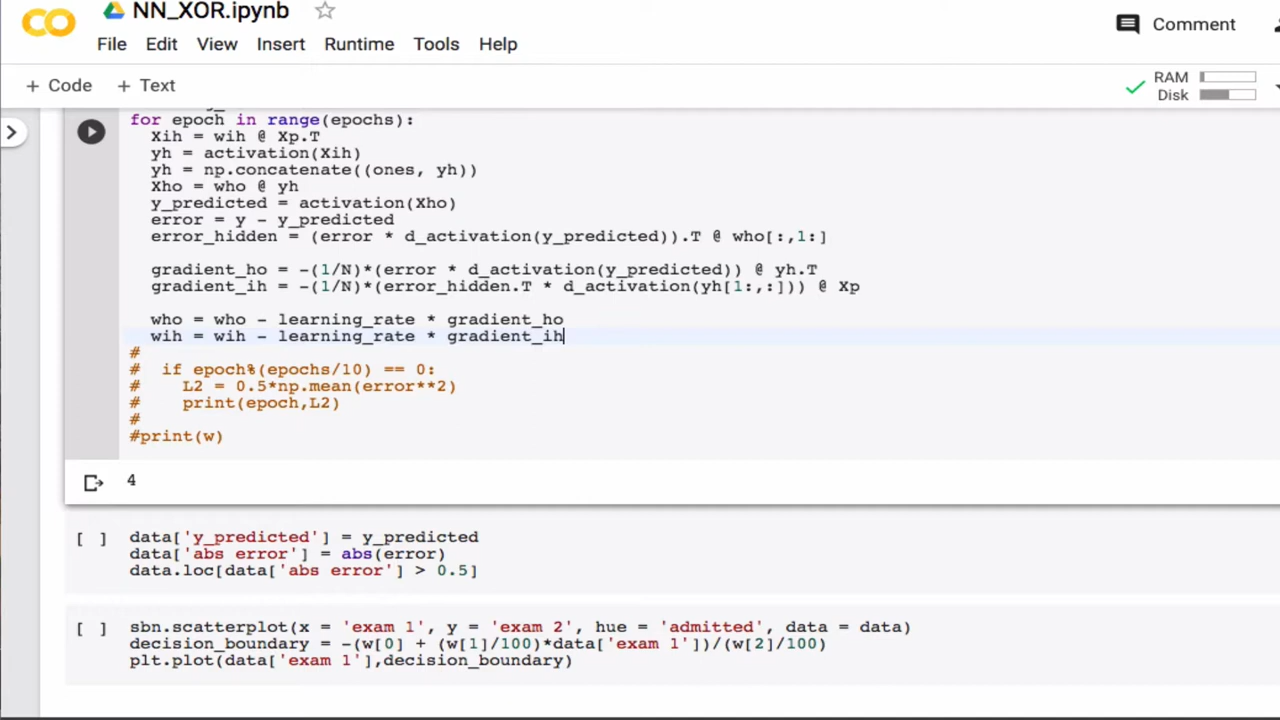 NN_XOR.ipynb
File Edit View Insert Runtime Tools Help
Comment
+ Code + Text
RAM
Disk
for epoch in range(epochs):
Xih = wih @ Xp.T
yh = activation(Xih)
yh = np.concatenate((ones, yh))
Xho = who @ yh
y_predicted = activation(Xho)
error = y - y_predicted
error_hidden = (error * d_activation(y_predicted)).T @ who[:,1:]
gradient_ho = -(1/N)*(error * d_activation(y_predicted)) @ yh.T
gradient_ih = -(1/N)*(error_hidden.T * d_activation(yh[1:,:])) @ Xp
who = who - learning_rate * gradient_ho
wih = wih - learning_rate * gradient_ih
#
# if epoch%(epochs/10) == 0:
# L2 = 0.5*np.mean(error**2)
# print(epoch,L2)
#
#print(w)
4
[ ] data['y_predicted'] = y_predicted
data['abs error'] = abs(error)
data.loc[data['abs error'] > 0.5]
[ ] sbn.scatterplot(x = 'exam 1', y = 'exam 2', hue = 'admitted', data = data)
decision_boundary = -(w[0] + (w[1]/100)*data['exam 1'])/(w[2]/100)
plt.plot(data['exam 1'],decision_boundary)